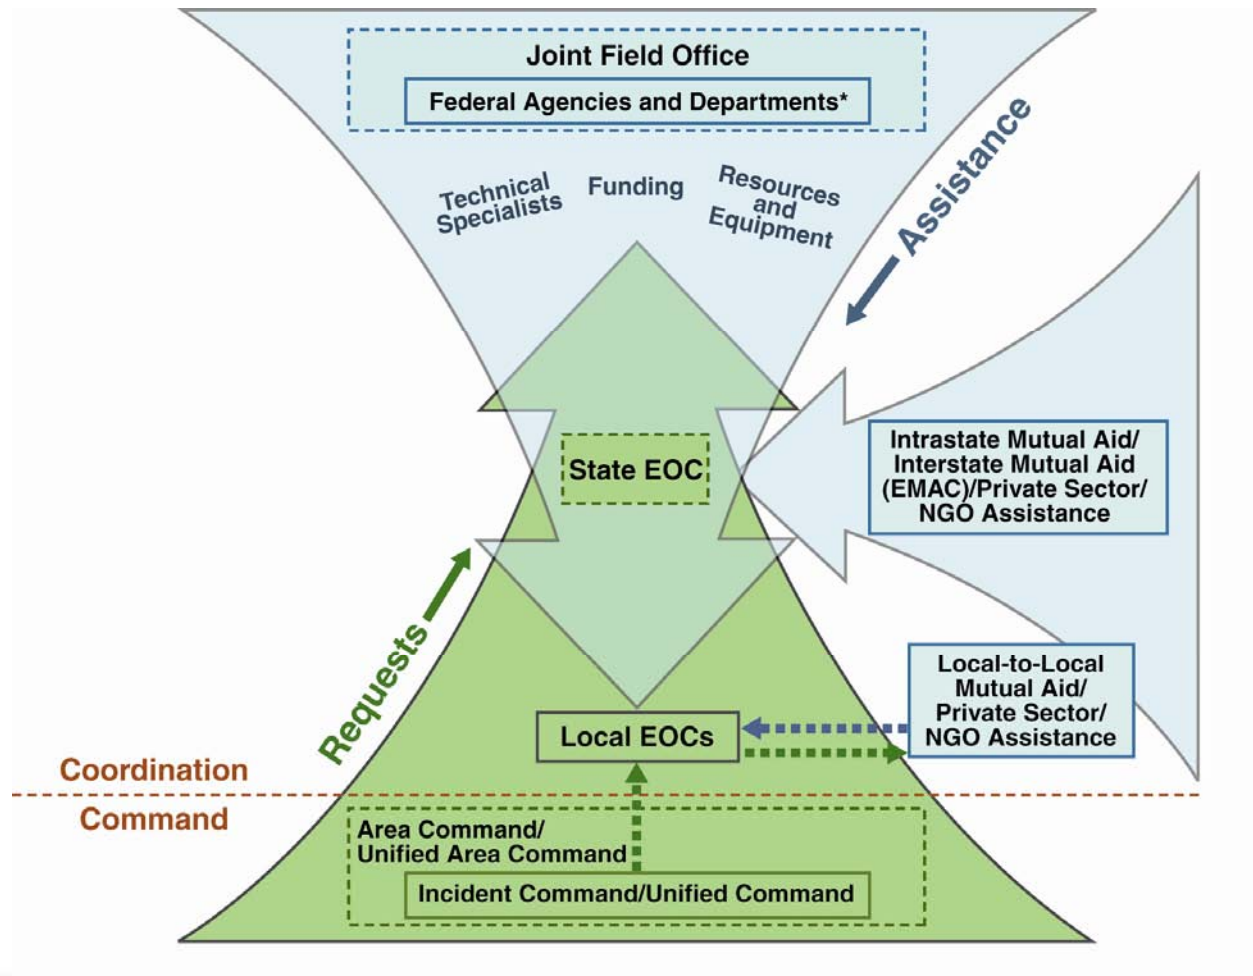 Joint Field Office
Federal Agencies and Departments*
Technical
Specialists
Funding
Resources
and
Equipment
Assistance
State EOC
Intrastate Mutual Aid/
Interstate Mutual Aid
(EMAC)/Private Sector/
NGO Assistance
Requests
Local-to-Local
Mutual Aid/
Private Sector/
NGO Assistance
Local EOCs
Coordination
Command
Area Command/
Unified Area Command
Incident Command/Unified Command